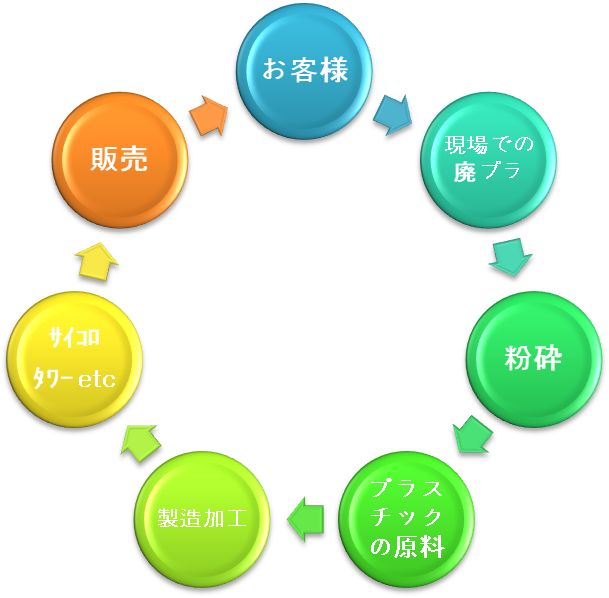 お客様
現場での
廃プラ
粉砕
プラス
チック
の原料
製造加工
ｻｲｺﾛ
ﾀﾜｰetc
販売